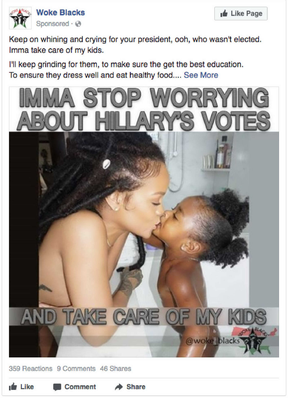 Woke Blacks
Sponsored ·
Like Page
Keep on whining and crying for your president, ooh, who wasn't elected.
Imma take care of my kids.
I'll keep grinding for them, to make sure the get the best education.
To ensure they dress well and eat healthy food.... See More
IMMA STOP WORRYING
ABOUT HILLARY'S VOTES
AND TAKE CARE OF MY KIDS
@woke_blacks
359 Reactions 9 Comments 46 Shares
Like Comment Share